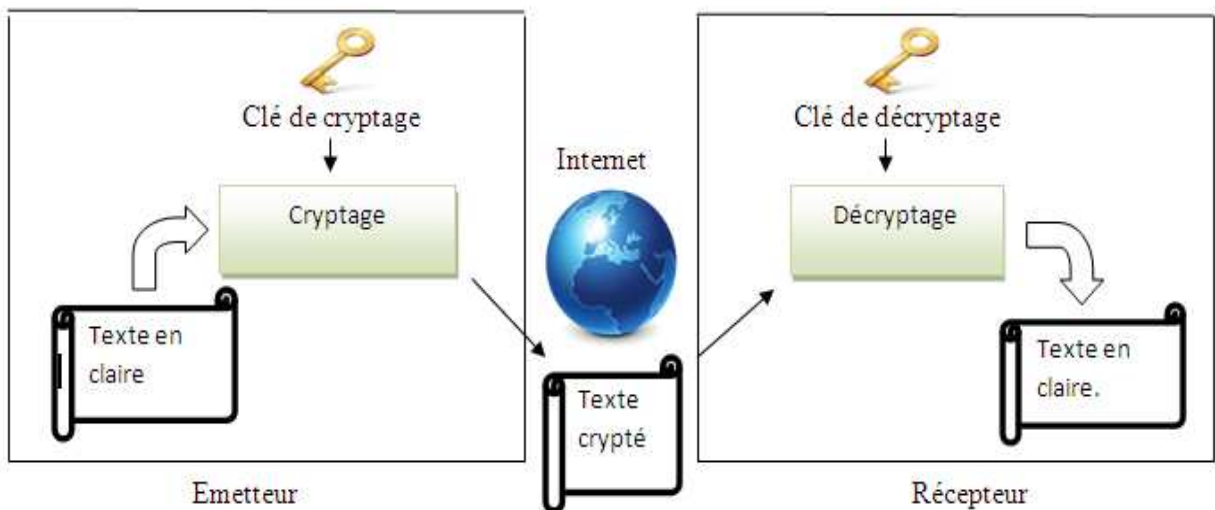 Clé de cryptage
Cryptage
Texte en
claire
Emetteur
Internet
Texte
crypté
Clé de décryptage
Décryptage
Texte en
claire.
Récepteur